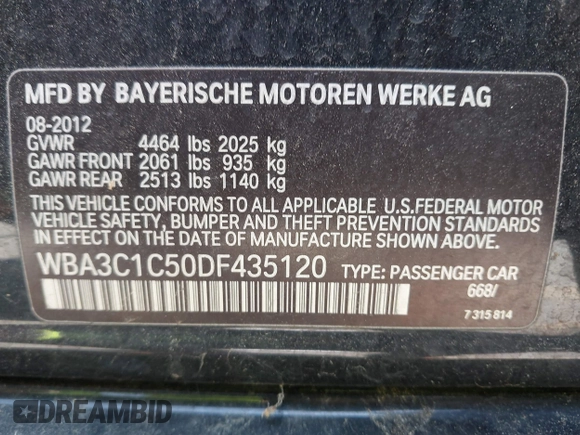 MFD BY BAYERISCHE MOTOREN WERKE AG
08-2012
GVWR 4464 lbs 2025 kg
GAWR FRONT 2061 lbs 935 kg
GAWR REAR 2513 lbs 1140 kg
THIS VEHICLE CONFORMS TO ALL APPLICABLE U.S.FEDERAL MOTOR
VEHICLE SAFETY, BUMPER AND THEFT PREVENTION STANDARDS
IN EFFECT ON THE DATE OF MANUFACTURE SHOWN ABOVE.
WBA3C1C50DF435120 TYPE: PASSENGER CAR
668/
7 315 814
DREAMBID